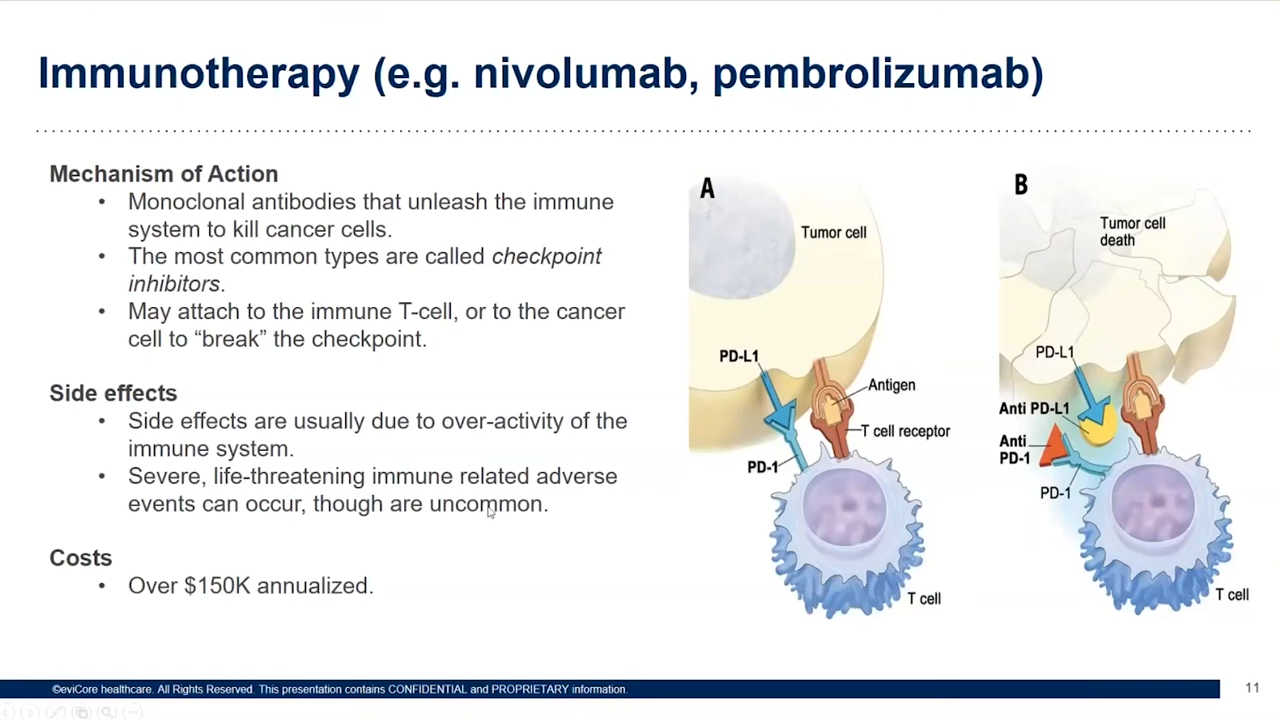 Immunotherapy (e.g. nivolumab, pembrolizumab)
Mechanism of Action
• Monoclonal antibodies that unleash the immune
system to kill cancer cells.
• The most common types are called checkpoint
inhibitors.
• May attach to the immune T-cell, or to the cancer
cell to “break” the checkpoint.
Side effects
• Side effects are usually due to over-activity of the
immune system.
• Severe, life-threatening immune related adverse
events can occur, though are uncommon.
Costs
• Over $150K annualized.
A
Tumor cell
PD-L1
Antigen
T cell receptor
PD-1
T cell
B
Tumor cell
death
PD-L1
Anti PD-L1
Anti
PD-1
PD-1
T cell
©eviCore healthcare. All Rights Reserved. This presentation contains CONFIDENTIAL and PROPRIETARY information.
11